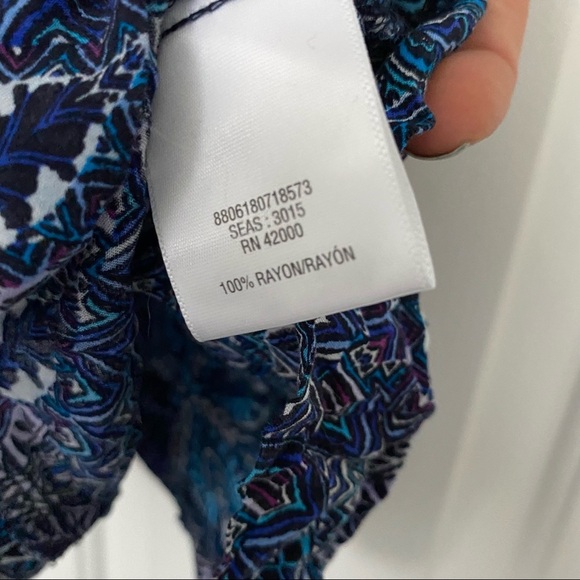 8806180718573
SEAS : 3015
RN 42000
100% RAYON/RAYÓN